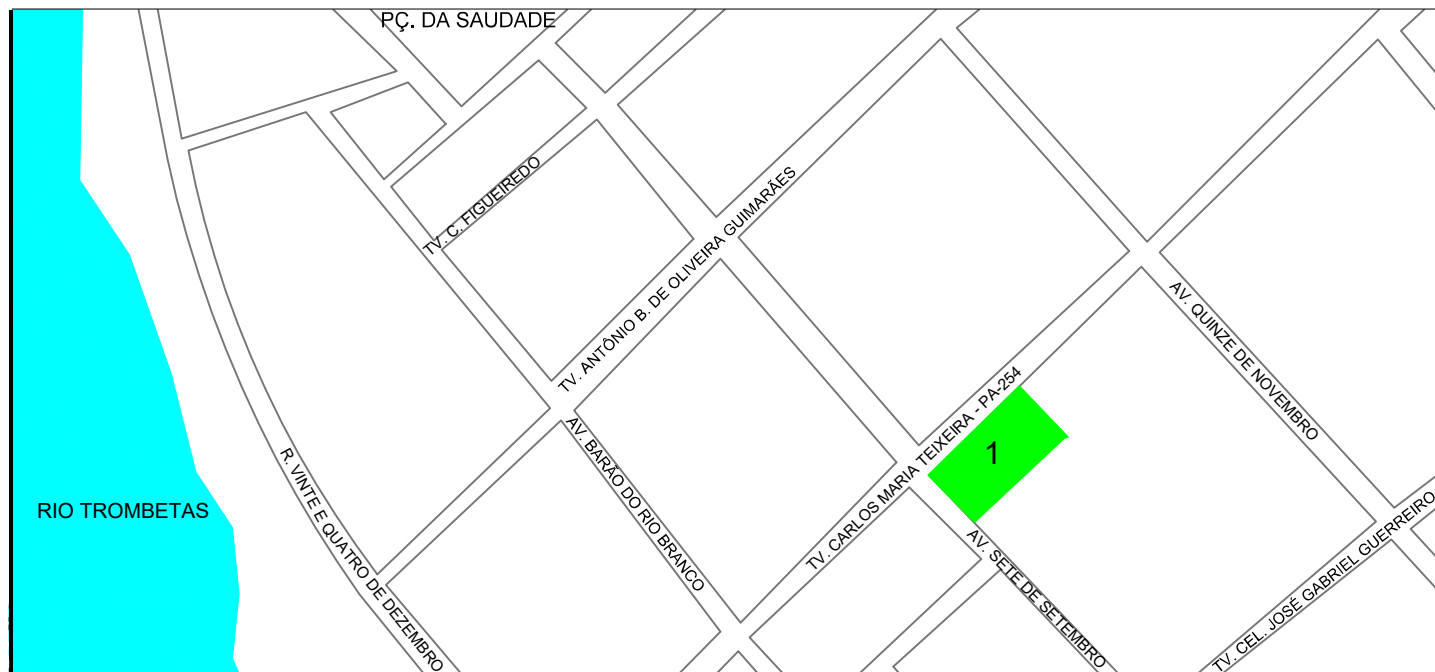 PÇ. DA SAUDADE
TV. C. FIGUEIREDO
TV. ANTÔNIO B. DE OLIVEIRA GUIMARÃES
AV. QUINZE DE NOVEMBRO
TV. CARLOS MARIA TEIXEIRA - PA-254
1
AV. BARÃO DO RIO BRANCO
R. VINTE E QUATRO DE DEZEMBRO
RIO TROMBETAS
AV. SETE DE SETEMBRO
TV. CEL. JOSÉ GABRIEL GUERREIRO